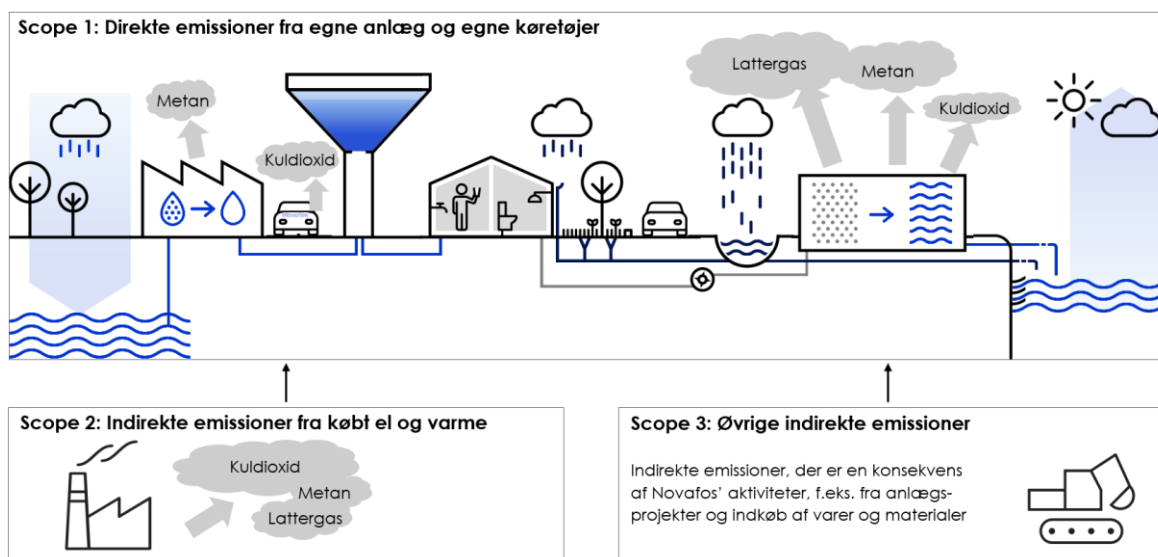 Scope 1: Direkte emissioner fra egne anlæg og egne køretøjer
Lattergas
Metan
Metan
Kuldioxid
Kuldioxid
Scope 2: Indirekte emissioner fra købt el og varme
Kuldioxid
Metan
Lattergas
Scope 3: Øvrige indirekte emissioner
Indirekte emissioner, der er en konsekvens
af Novafos’ aktiviteter, f.eks. fra anlægs-
projekter og indkøb af varer og materialer